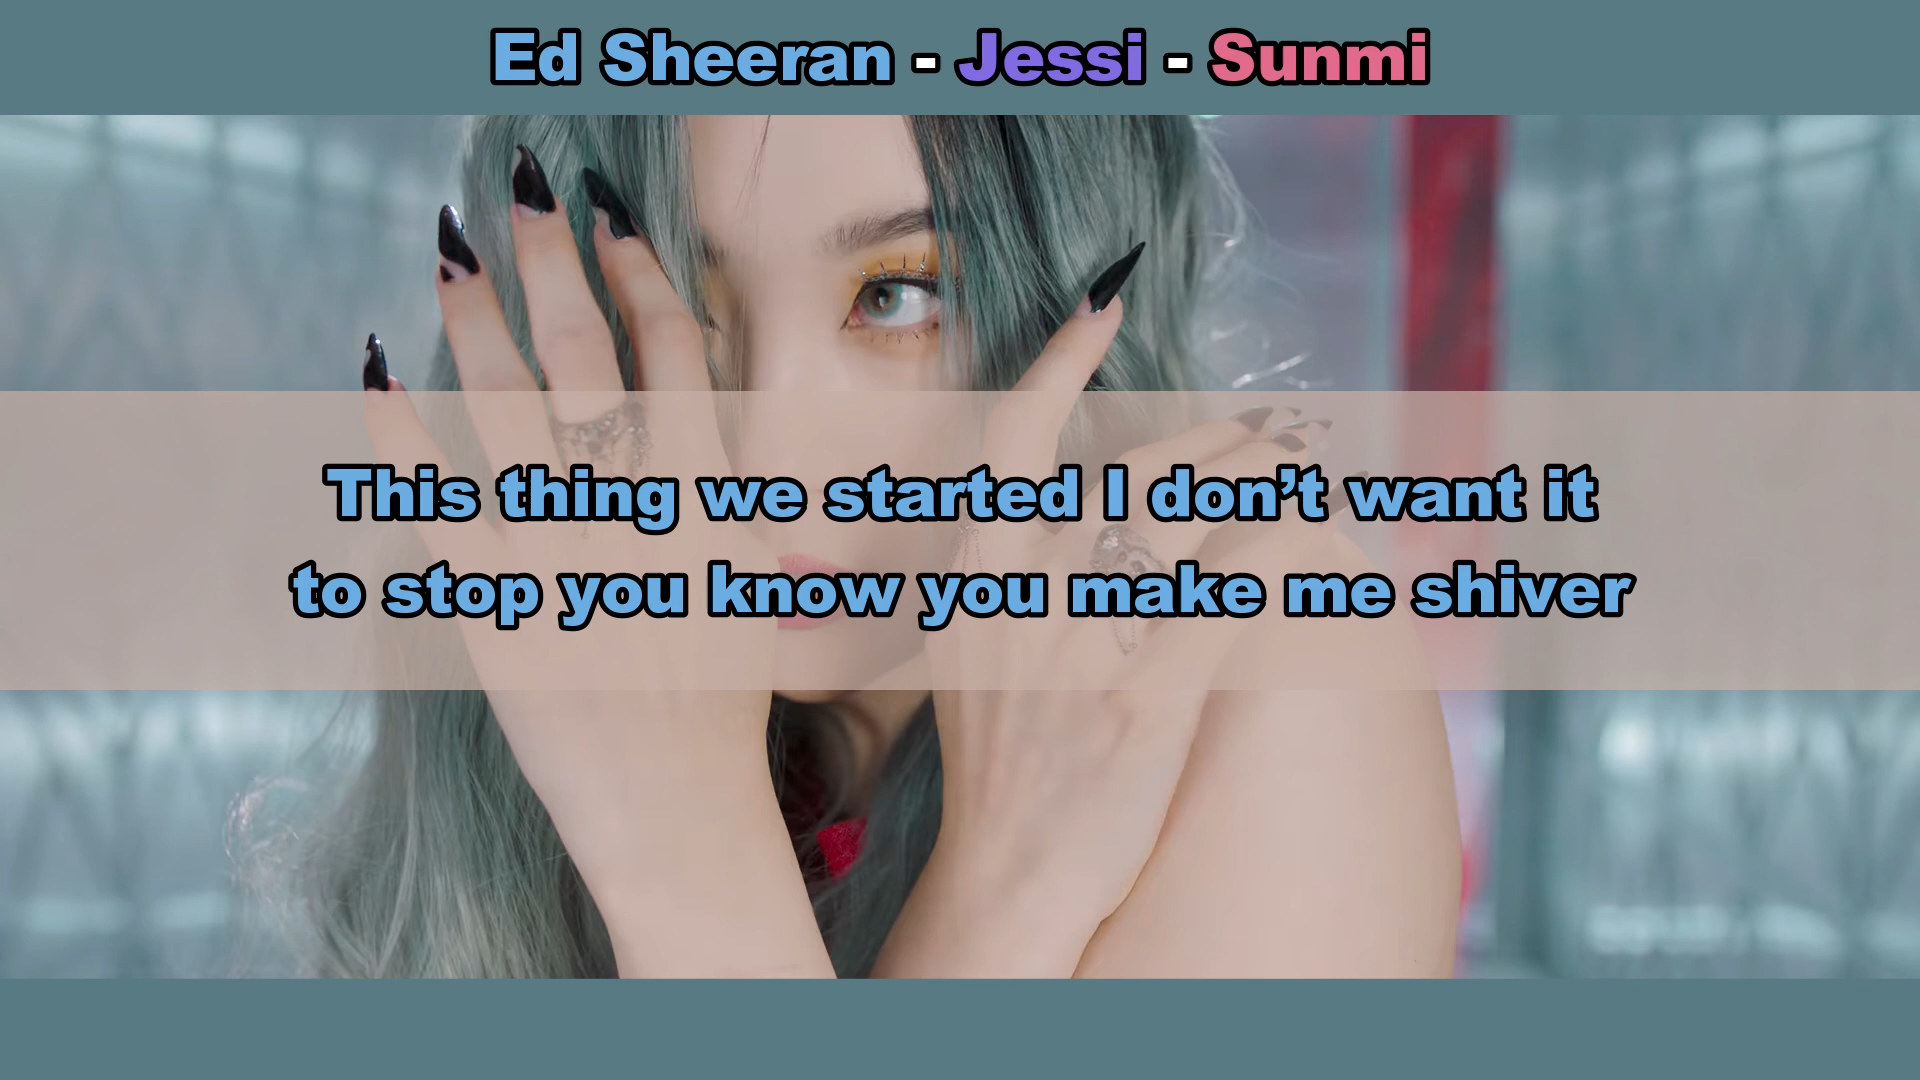 Ed Sheeran - Jessi - Sunmi
This thing we started I don’t want it
to stop you know you make me shiver